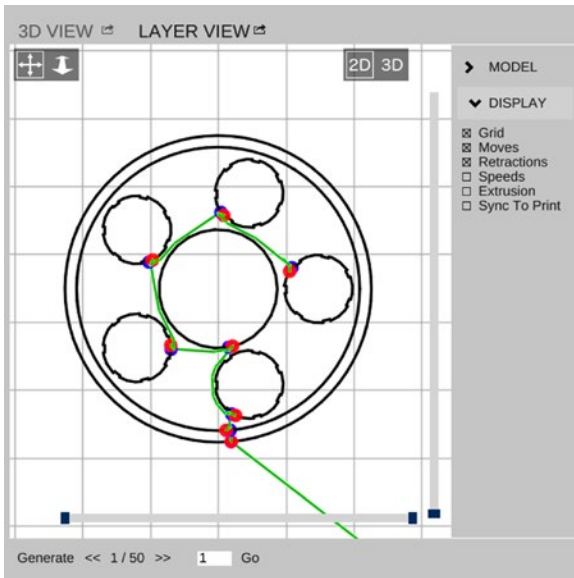 3D VIEW LAYER VIEW
2D 3D
MODEL
DISPLAY
Grid
Moves
Retractions
Speeds
Extrusion
Sync To Print
Generate << 1 / 50 >> 1 Go